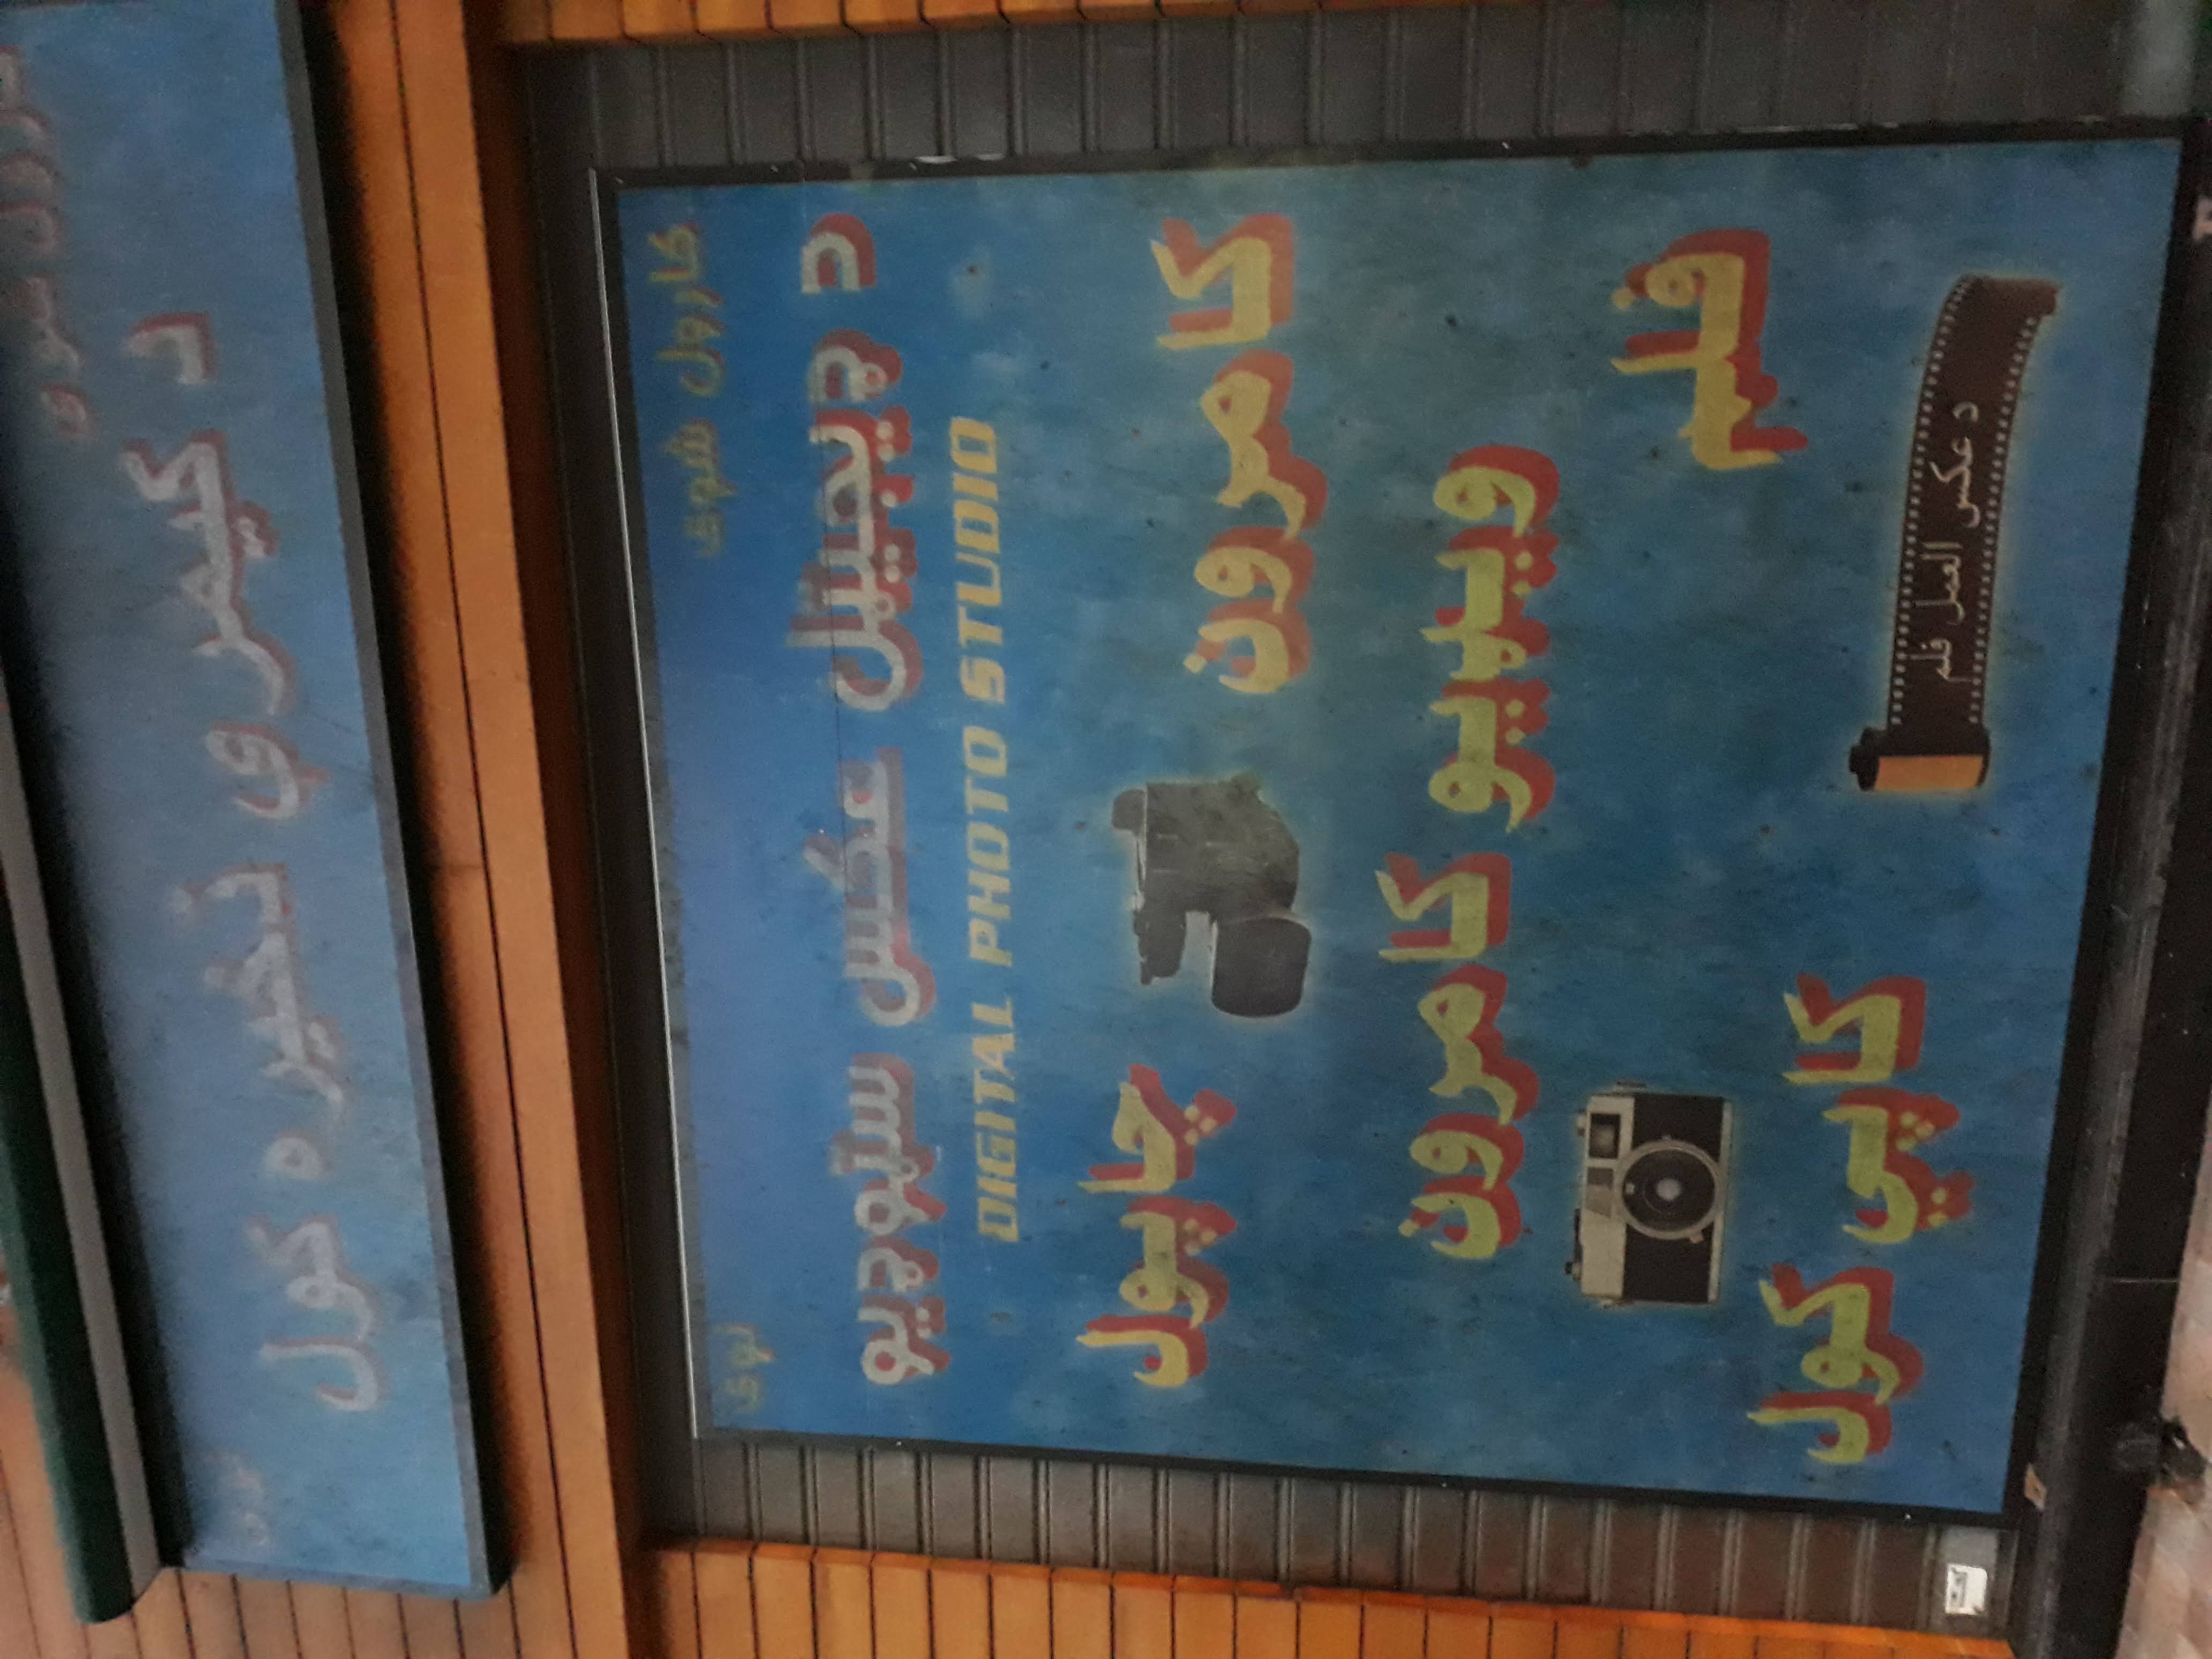 کارول شوی
نوی
د کیمرې ذخیره کول
کارول شوی
نوی
د ډیجیټل عکس سټوډیو
DIGITAL PHOTO STUDIO
چاپول
کامرون
ویډیو کامرون
فلم
کاپي کول
د عکس العمل فلم